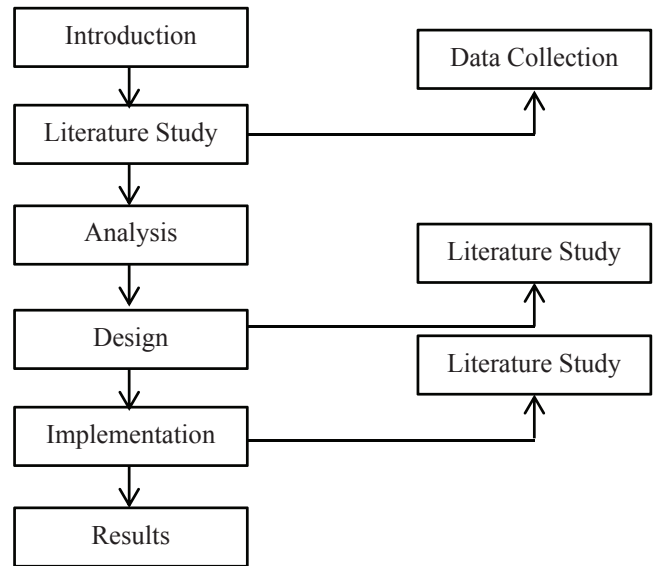 Introduction
Data Collection
Literature Study
Analysis
Literature Study
Design
Literature Study
Implementation
Results